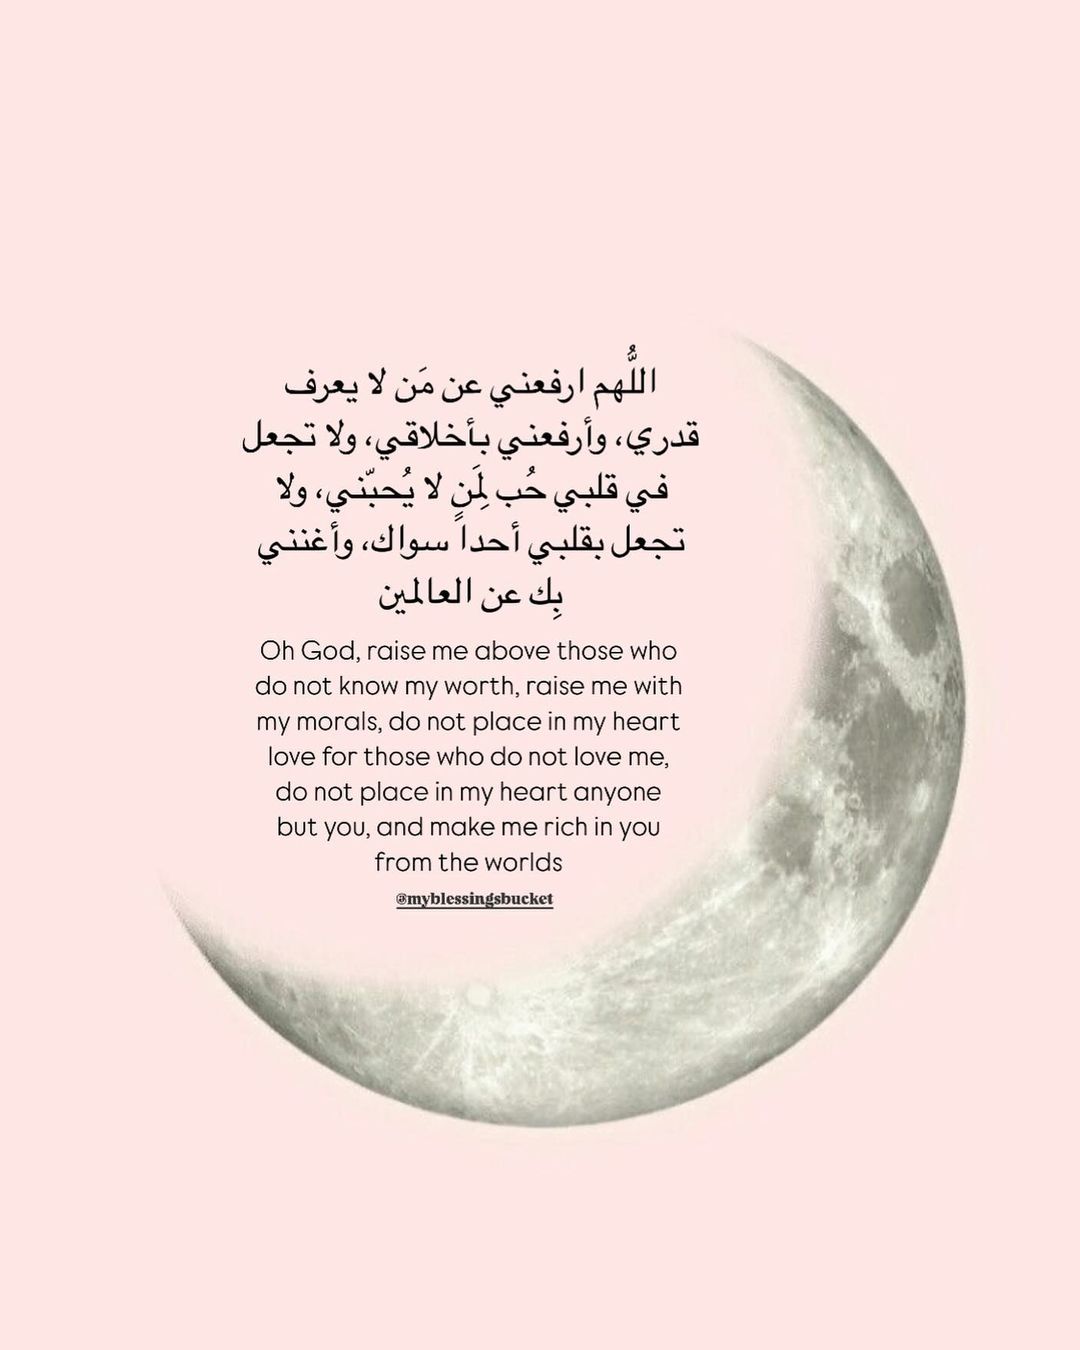 اللُّهم ارفعني عن مَن لا يعرف
قدري، وأرفعني بأخلاقي، ولا تجعل
في قلبي حُب لِمَن لا يُحبّني، ولا
تجعل بقلبي أحداً سواك، وأغنني
بِك عن العالمين
Oh God, raise me above those who
do not know my worth, raise me with
my morals, do not place in my heart
love for those who do not love me,
do not place in my heart anyone
but you, and make me rich in you
from the worlds
@myblessingsbucket